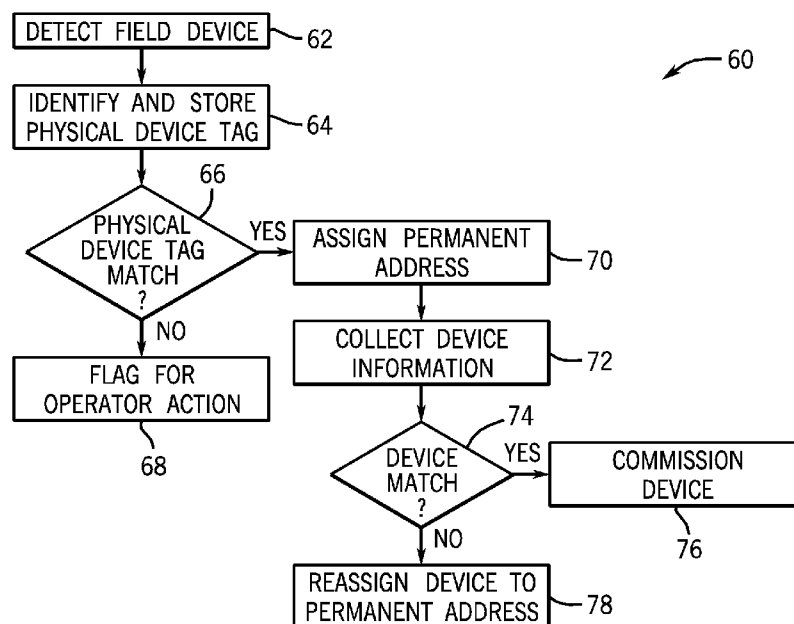 DETECT FIELD DEVICE
62
60
IDENTIFY AND STORE
PHYSICAL DEVICE TAG
64
66
PHYSICAL
DEVICE TAG
MATCH
?
YES
NO
ASSIGN PERMANENT
ADDRESS
70
COLLECT DEVICE
INFORMATION
72
FLAG FOR
OPERATOR ACTION
68
74
DEVICE
MATCH
?
YES
NO
COMMISSION
DEVICE
76
REASSIGN DEVICE TO
PERMANENT ADDRESS
78